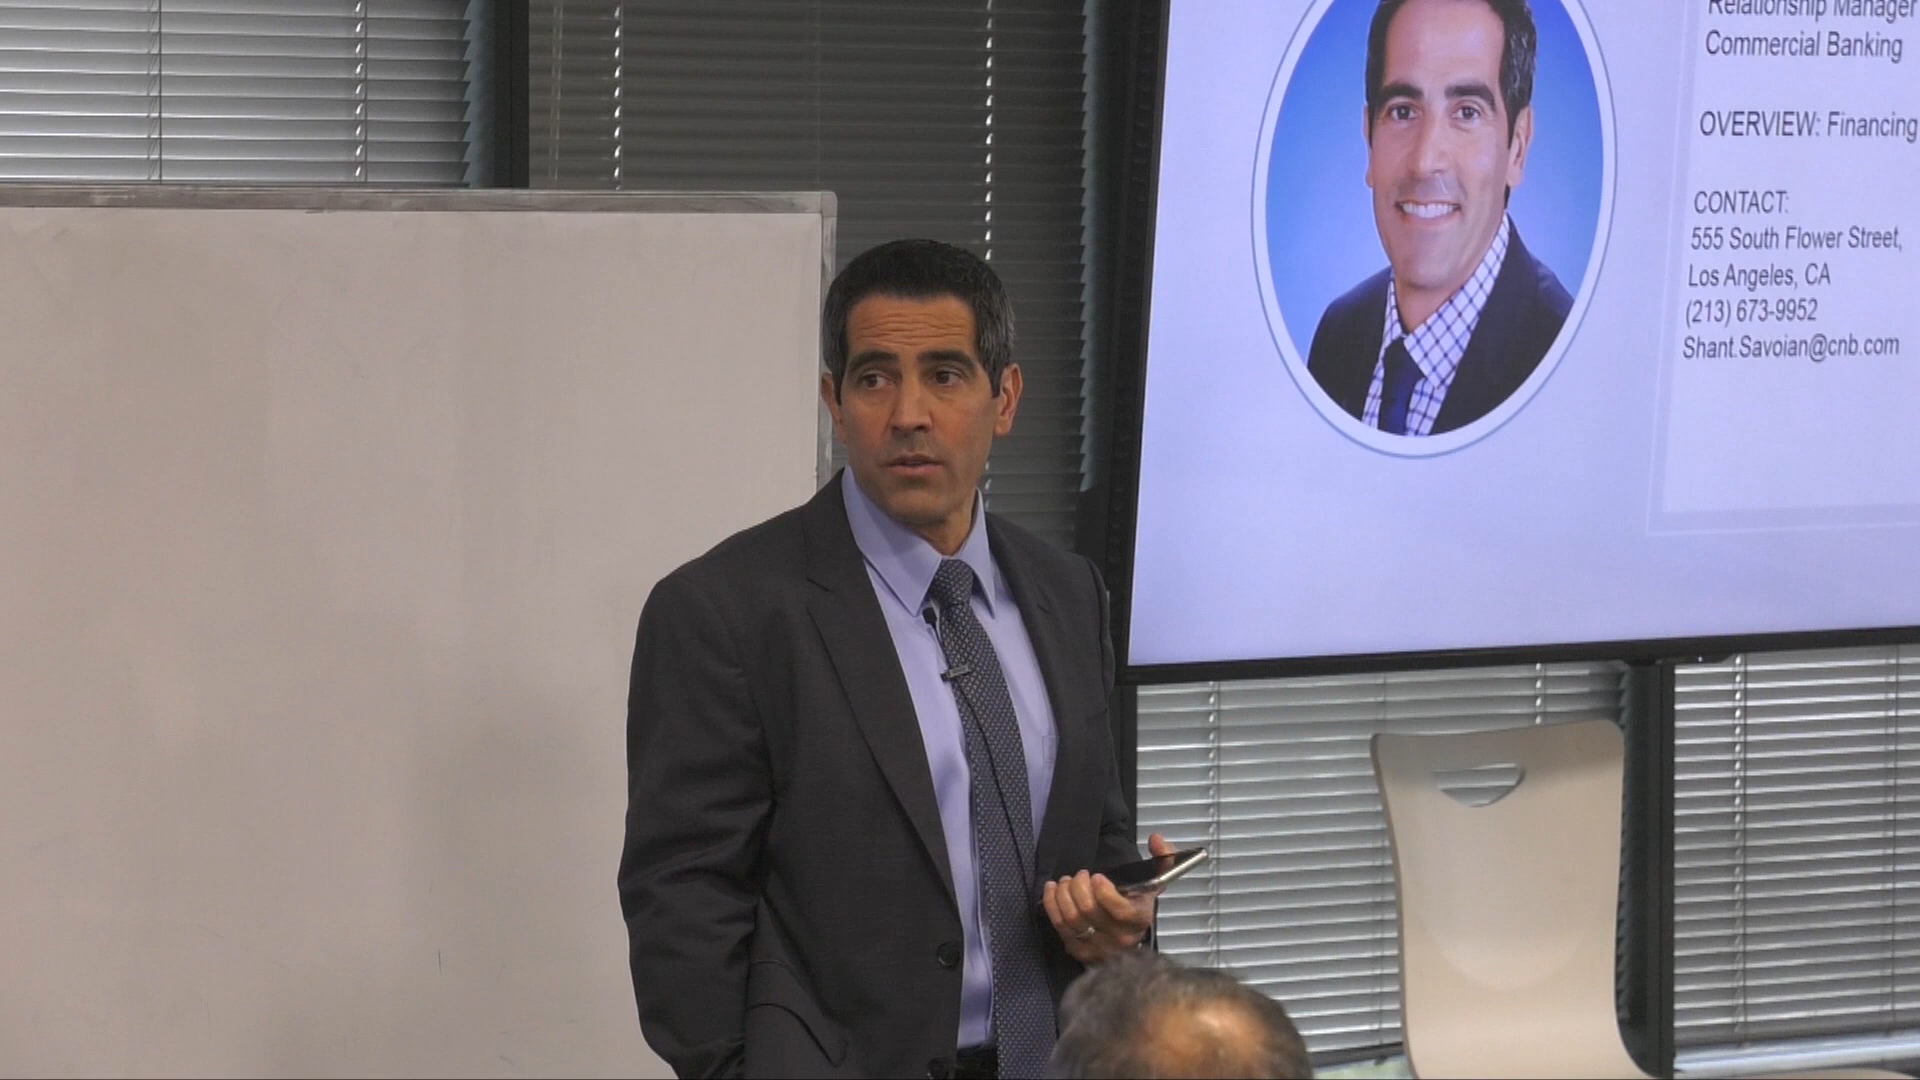 Relationship Manager
Commercial Banking
OVERVIEW: Financing
CONTACT:
555 South Flower Street,
Los Angeles, CA
(213) 673-9952
Shant.Savoian@cnb.com